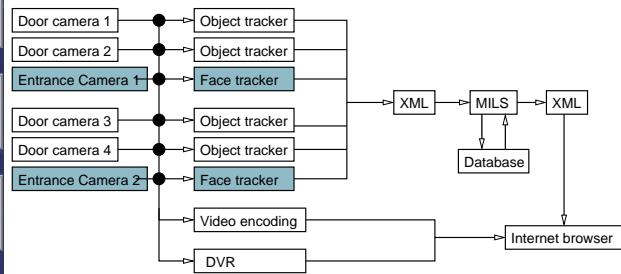 Door camera 1
Object tracker
Door camera 2
Object tracker
Entrance Camera 1
Face tracker
XML
MILS
XML
Door camera 3
Object tracker
Door camera 4
Object tracker
Database
Entrance Camera 2
Face tracker
Video encoding
Internet browser
DVR